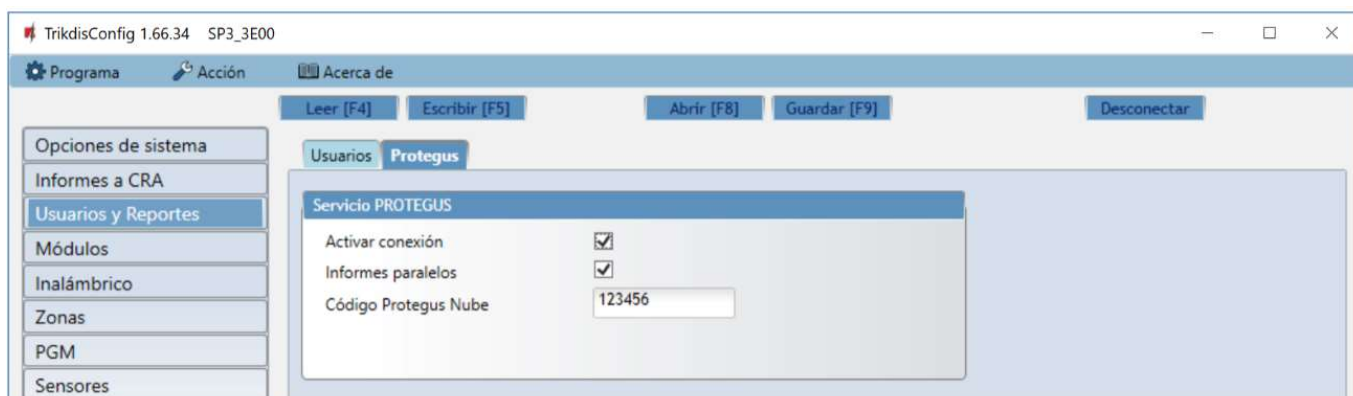 TrikdisConfig 1.66.34 SP3_3E00
Programa Acción Acerca de
Leer [F4] Escribir [F5] Abrir [F8] Guardar [F9] Desconectar
Opciones de sistema
Informes a CRA
Usuarios y Reportes
Módulos
Inalámbrico
Zonas
PGM
Sensores
Usuarios Protegus
Servicio PROTEGUS
Activar conexión
Informes paralelos
Código Protegus Nube 123456